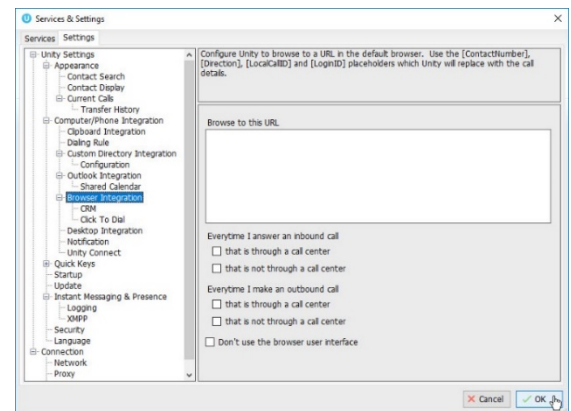 Services & Settings
Services Settings
Unity Settings
Appearance
Contact Search
Contact Display
Current Calls
Transfer History
Computer/Phone Integration
Clipboard Integration
Dialing Rule
Custom Directory Integration
Configuration
Outlook Integration
Shared Calendar
Browser Integration
CRM
Click To Dial
Desktop Integration
Notification
Unity Connect
Quick Keys
Startup
Update
Instant Messaging & Presence
Logging
XMPP
Security
Language
Connection
Network
Proxy
Configure Unity to browse to a URL in the default browser. Use the [ContactNumber],
[Direction], [LocalCallID] and [LoginID] placeholders which Unity will replace with the call
details.
Browse to this URL
Everytime I answer an inbound call
that is through a call center
that is not through a call center
Everytime I make an outbound call
that is through a call center
that is not through a call center
Don't use the browser user interface
Cancel OK